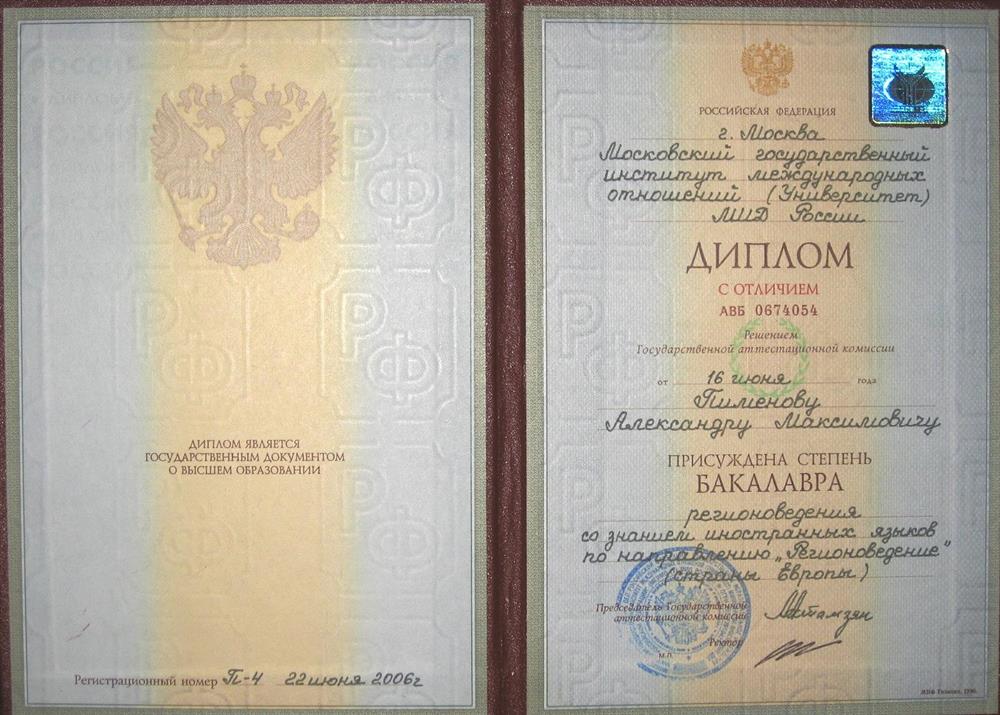 ДИПЛОМ ЯВЛЯЕТСЯ
ГОСУДАРСТВЕННЫМ ДОКУМЕНТОМ
О ВЫСШЕМ ОБРАЗОВАНИИ
Регистрационный номер П-4 22 июня 2006г
РОССИЙСКАЯ ФЕДЕРАЦИЯ
г. Москва
Московский государственный
институт международных
отношений (Университет)
МИД России
ДИПЛОМ
С ОТЛИЧИЕМ
АВБ 0674054
Решением
Государственной аттестационной комиссии
от 16 июня года
Пименову
Александру Максимовичу
ПРИСУЖДЕНА СТЕПЕНЬ
БАКАЛАВРА
регионоведения
со знанием иностранных языков
по направлению „Регионоведение"
(страны Европы)
Председатель Государственной
аттестационной комиссии
Ректор
М.П.